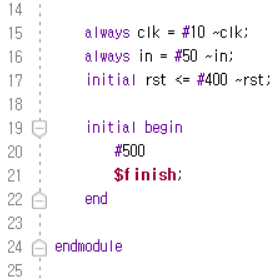 14
15 always clk = #10 ~clk;
16 always in = #50 ~in;
17 initial rst <= #400 ~rst;
18
19 initial begin
20 #500
21 $finish;
22 end
23
24 endmodule
25